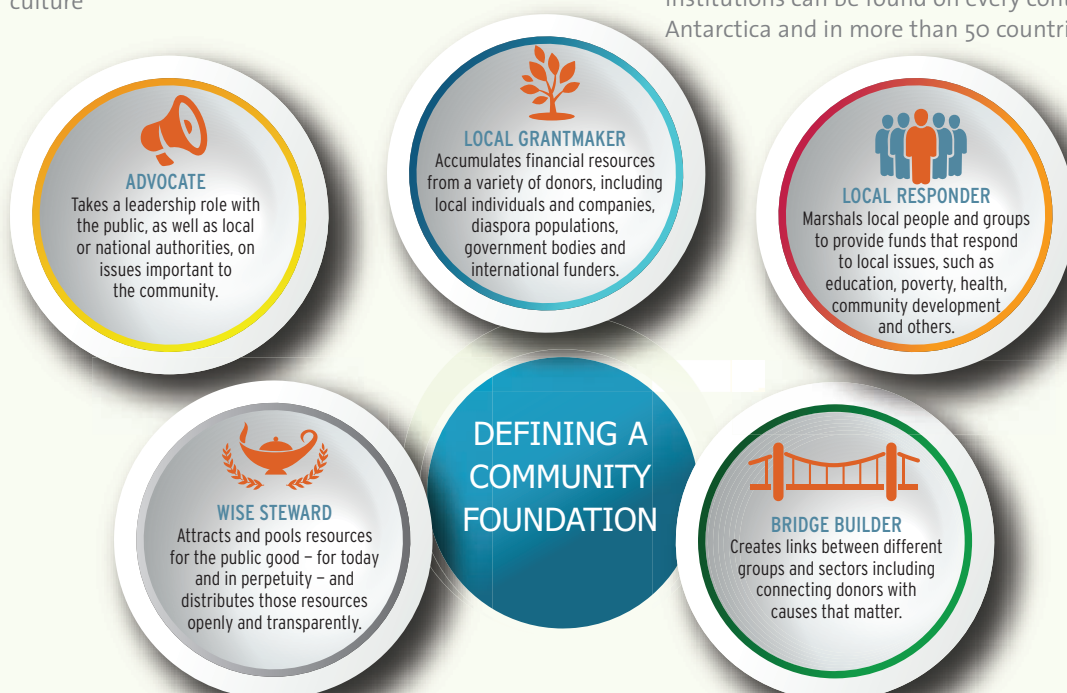 culture
institutions can be found on every
Antarctica and in more than 50
ADVOCATE
Takes a leadership role with
the public, as well as local
or national authorities, on
issues important to
the community.
LOCAL GRANTMAKER
Accumulates financial resources
from a variety of donors, including
local individuals and companies,
diaspora populations,
government bodies and
international funders.
LOCAL RESPONDER
Marshals local people and groups
to provide funds that respond
to local issues, such as
education, poverty, health,
community development
and others.
WISE STEWARD
Attracts and pools resources
for the public good – for today
and in perpetuity – and
distributes those resources
openly and transparently.
DEFINING A
COMMUNITY
FOUNDATION
BRIDGE BUILDER
Creates links between different
groups and sectors including
connecting donors with
causes that matter.